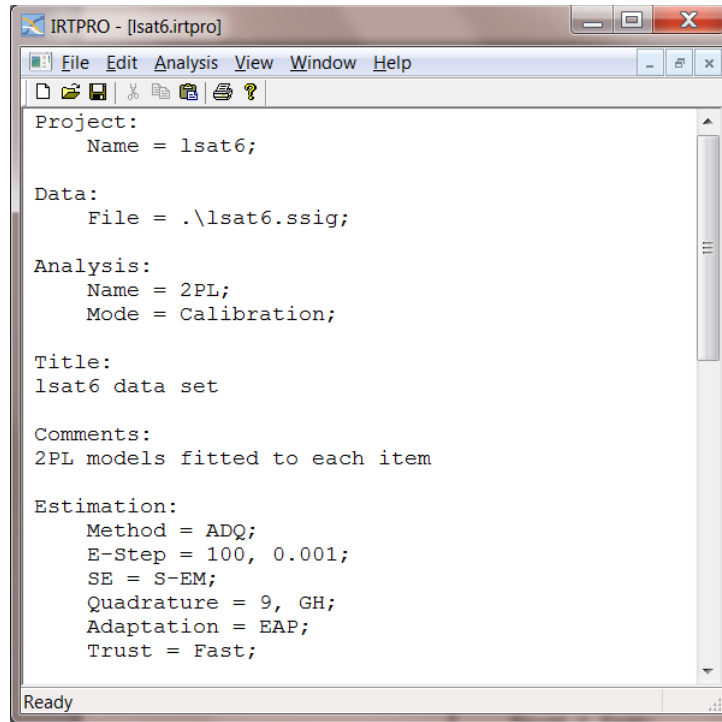 IRTPRO - [lsat6.irtpro]
File Edit Analysis View Window Help
Project:
Name = lsat6;
Data:
File = .\lsat6.ssig;
Analysis:
Name = 2PL;
Mode = Calibration;
Title:
lsat6 data set
Comments:
2PL models fitted to each item
Estimation:
Method = ADQ;
E-Step = 100, 0.001;
SE = S-EM;
Quadrature = 9, GH;
Adaptation = EAP;
Trust = Fast;
Ready